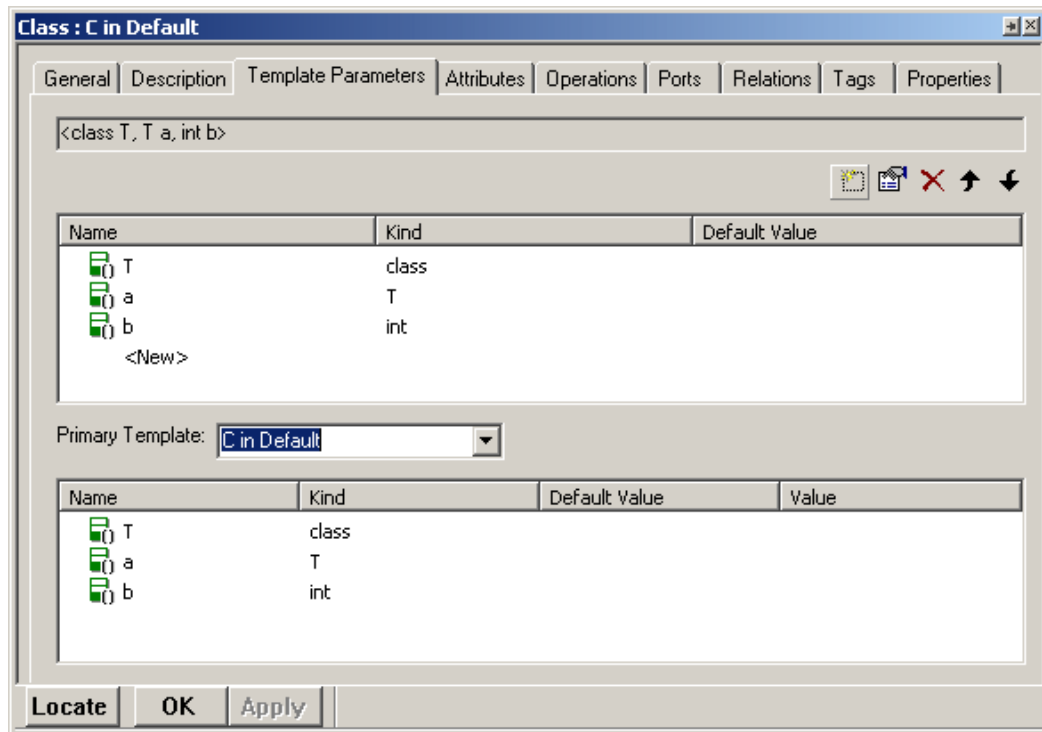 Class : C in Default
General Description Template Parameters Attributes Operations Ports Relations Tags Properties
<class T, T a, int b>
Name Kind Default Value
T class
a T
b int
<New>
Primary Template: C in Default
Name Kind Default Value Value
T class
a T
b int
Locate OK Apply